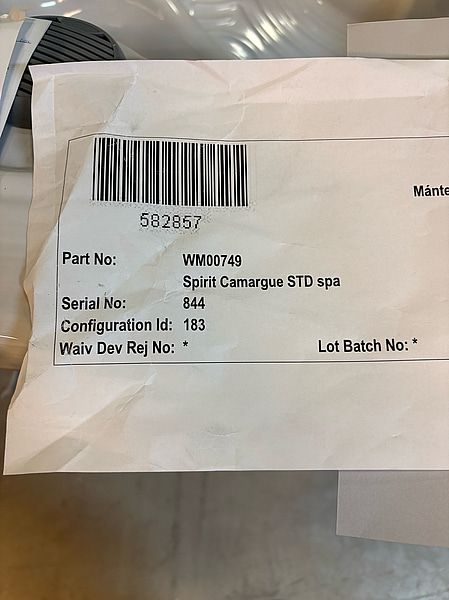 582857
Part No: WM00749
Spirit Camargue STD spa
Serial No: 844
Configuration Id: 183
Waiv Dev Rej No: * Lot Batch No: *